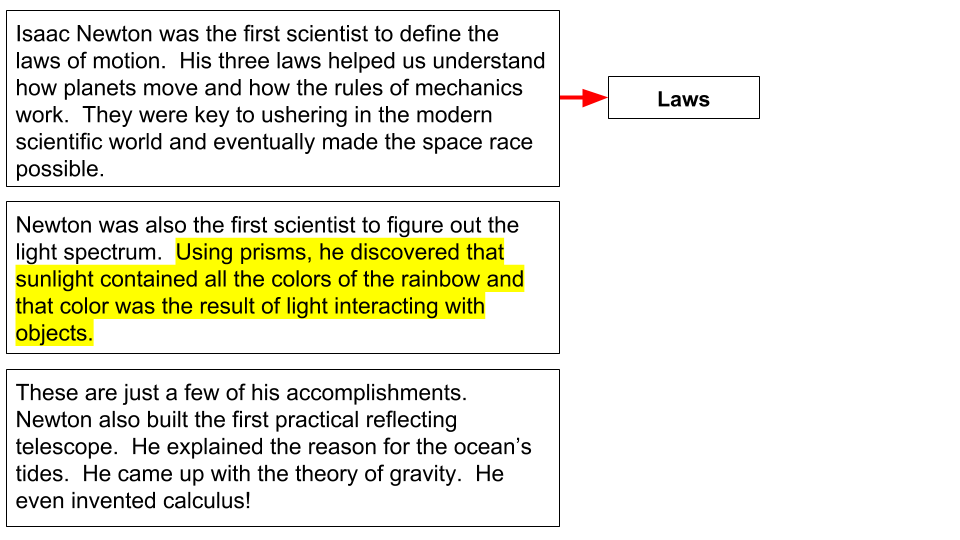 Isaac Newton was the first scientist to define the
laws of motion.  His three laws helped us understand
how planets move and how the rules of mechanics
work.  They were key to ushering in the modern
scientific world and eventually made the space race
possible.
Laws
Newton was also the first scientist to figure out the
light spectrum.  Using prisms, he discovered that
sunlight contained all the colors of the rainbow and
that color was the result of light interacting with
objects.
These are just a few of his accomplishments.
Newton also built the first practical reflecting
telescope.  He explained the reason for the ocean’s
tides.  He came up with the theory of gravity.  He
even invented calculus!